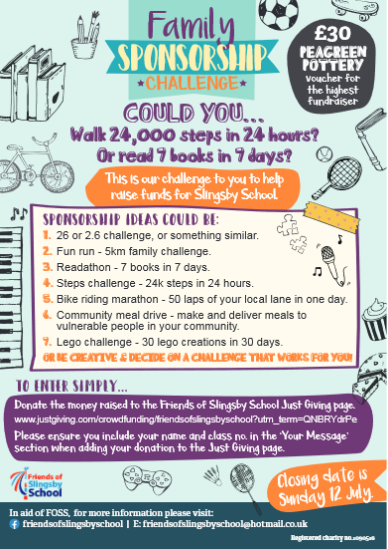 Family
SPONSORSHIP
CHALLENGE
£30
PEAGREEN
POTTERY
voucher for
the highest
fundraiser
COULD YOU...
Walk 24,000 steps in 24 hours?
Or read 7 books in 7 days?
This is our challenge to you to help
raise funds for Slingsby School.
SPONSORSHIP IDEAS COULD BE:
1. 26 or 2.6 challenge, or something similar.
2. Fun run - 5km family challenge.
3. Readathon - 7 books in 7 days.
4. Steps challenge - 24k steps in 24 hours.
5. Bike riding marathon - 50 laps of your local lane in one day.
6. Community meal drive - make and deliver meals to
vulnerable people in your community.
7. Lego challenge - 30 lego creations in 30 days.
OR BE CREATIVE & DECIDE ON A CHALLENGE THAT WORKS FOR YOU!
TO ENTER SIMPLY...
Donate the money raised to the Friends of Slingsby School Just Giving page.
www.justgiving.com/crowdfunding/friendsofslingsbyschool?utm_term=QNBRYdrPe
Please ensure you include your name and class no. in the 'Your Message'
section when adding your donation to the Just Giving page.
Friends of
Slingsby
School
Closing date is
Sunday 12 July.
In aid of FOSS, for more information please visit:
friendsofslingsbyschool | E: friendsofslingsbyschool@hotmail.co.uk
Registered charity no.